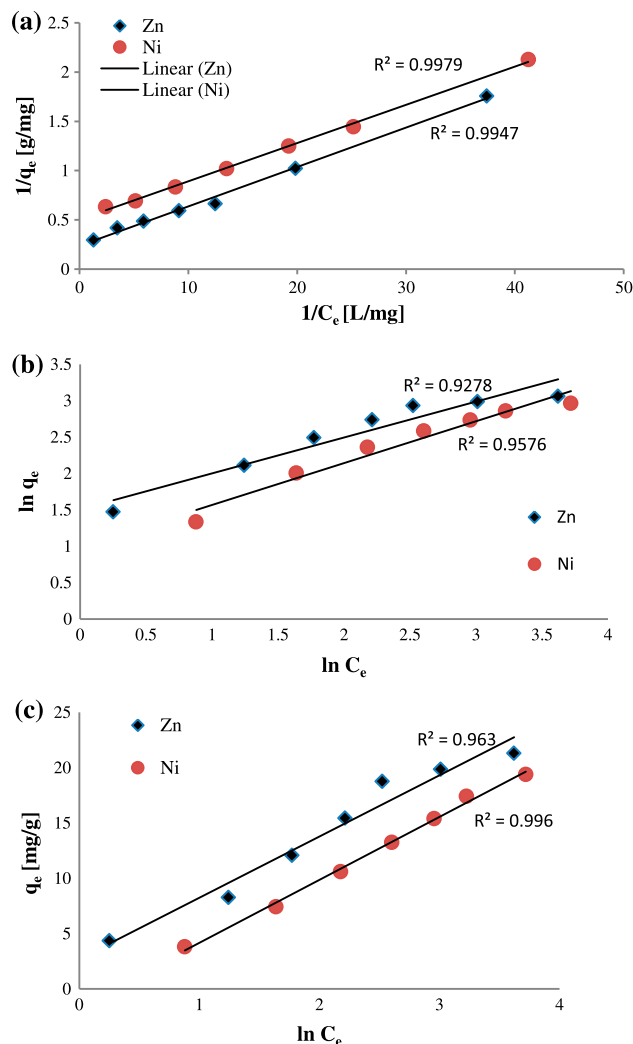 (a)
Zn
Ni
Linear (Zn)
Linear (Ni)
R² = 0.9979
R² = 0.9947
2.5
2
1.5
1
0.5
0
1/qe [g/mg]
0 10 20 30 40 50
1/Ce [L/mg]
(b)
R² = 0.9278
R² = 0.9576
Zn
Ni
3.5
3
2.5
2
1.5
1
0.5
0
ln qe
0 0.5 1 1.5 2 2.5 3 3.5 4
ln Ce
(c)
Zn
Ni
R² = 0.963
R² = 0.996
25
20
15
10
5
0
qe [mg/g]
0 1 2 3 4
ln Ce